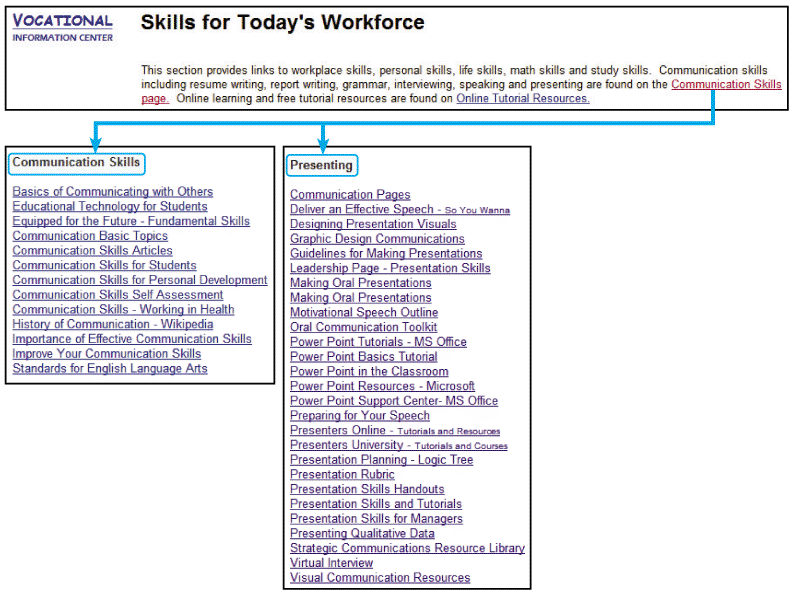 VOCATIONAL
INFORMATION CENTER
Skills for Today's Workforce
This section provides links to workplace skills, personal skills, life skills, math skills and study skills. Communication skills
including resume writing, report writing, grammar, interviewing, speaking and presenting are found on the Communication Skills
page. Online learning and free tutorial resources are found on Online Tutorial Resources.
Communication Skills
Basics of Communicating with Others
Educational Technology for Students
Equipped for the Future - Fundamental Skills
Communication Basic Topics
Communication Skills Articles
Communication Skills for Students
Communication Skills for Personal Development
Communication Skills Self Assessment
Communication Skills - Working in Health
History of Communication - Wikipedia
Importance of Effective Communication Skills
Improve Your Communication Skills
Standards for English Language Arts
Presenting
Communication Pages
Deliver an Effective Speech - So You Wanna
Designing Presentation Visuals
Graphic Design Communications
Guidelines for Making Presentations
Leadership Page - Presentation Skills
Making Oral Presentations
Making Oral Presentations
Motivational Speech Outline
Oral Communication Toolkit
Power Point Tutorials - MS Office
Power Point Basics Tutorial
Power Point in the Classroom
Power Point Resources - Microsoft
Power Point Support Center- MS Office
Preparing for Your Speech
Presenters Online - Tutorials and Resources
Presenters University - Tutorials and Courses
Presentation Planning - Logic Tree
Presentation Rubric
Presentation Skills Handouts
Presentation Skills and Tutorials
Presentation Skills for Managers
Presenting Qualitative Data
Strategic Communications Resource Library
Virtual Interview
Visual Communication Resources